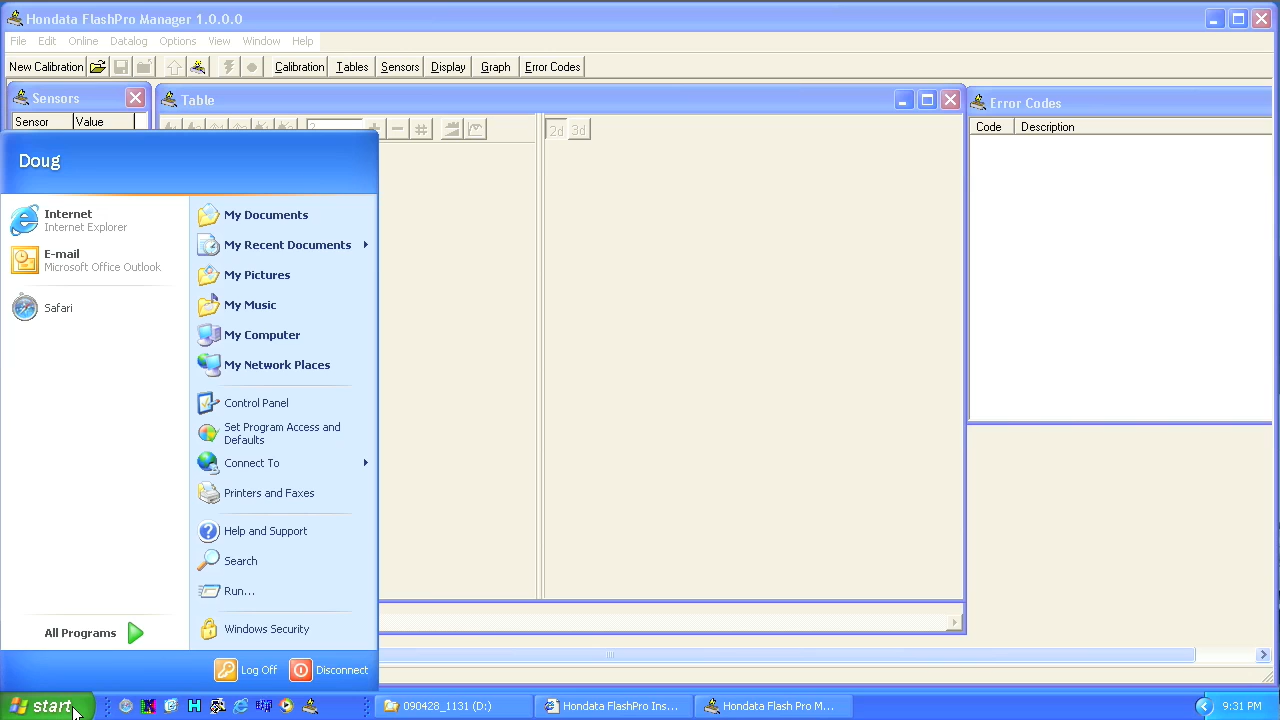 Hondata FlashPro Manager 1.0.0.0
File Edit Online Datalog Options View Window Help
New Calibration Calibration Tables Sensors Display Graph Error Codes
Sensors
Table
Error Codes
Sensor Value
2d 3d
Code Description
Doug
Internet
Internet Explorer
E-mail
Microsoft Office Outlook
Safari
All Programs
My Documents
My Recent Documents
My Pictures
My Music
My Computer
My Network Places
Control Panel
Set Program Access and
Defaults
Connect To
Printers and Faxes
Help and Support
Search
Run...
Windows Security
Log Off Disconnect
start 090428_1131 (D:) Hondata FlashPro Ins... Hondata Flash Pro M... 9:31 PM